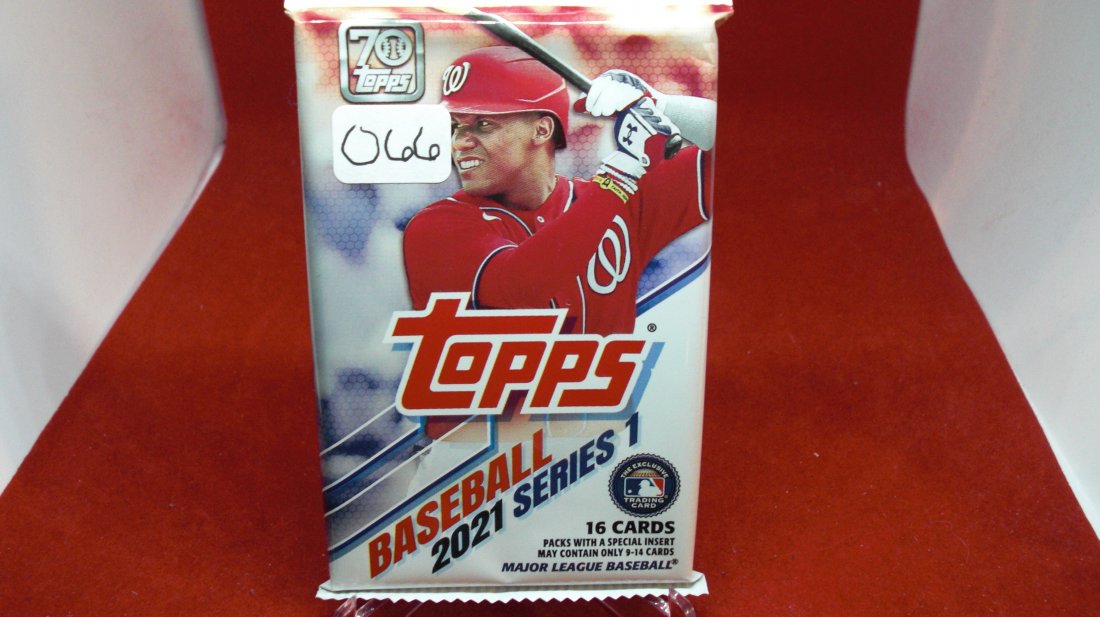 70
TOPPS
W
066
W
TOPPS®
BASEBALL
2021 SERIES 1
THE EXCLUSIVE
TRADING
CARD
16 CARDS
PACKS WITH A SPECIAL INSERT
MAY CONTAIN ONLY 9-14 CARDS
MAJOR LEAGUE BASEBALL®